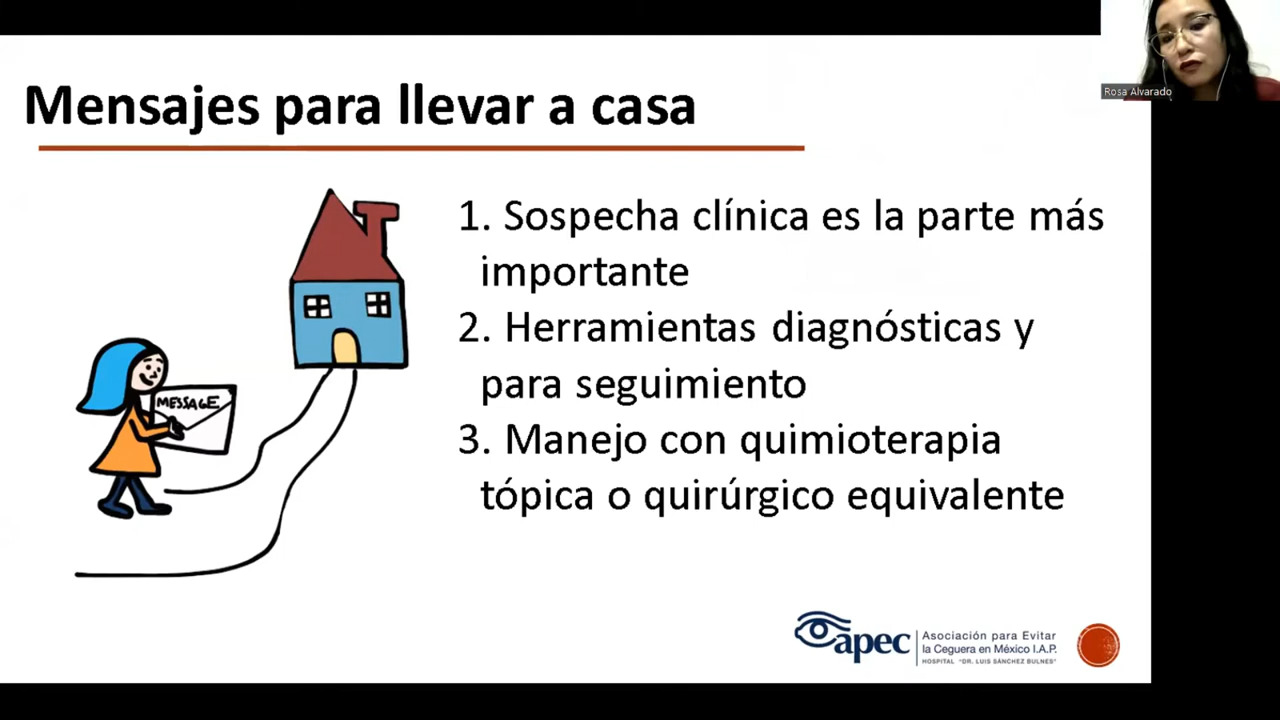 Rosa Alvarado
Mensajes para llevar a casa
1. Sospecha clínica es la parte más
importante
2. Herramientas diagnósticas y
para seguimiento
3. Manejo con quimioterapia
tópica o quirúrgico equivalente
MESSAGE
apec
Asociación para Evitar
la Ceguera en México I.A.P.
HOSPITAL "DR. LUIS SÁNCHEZ BULNES"